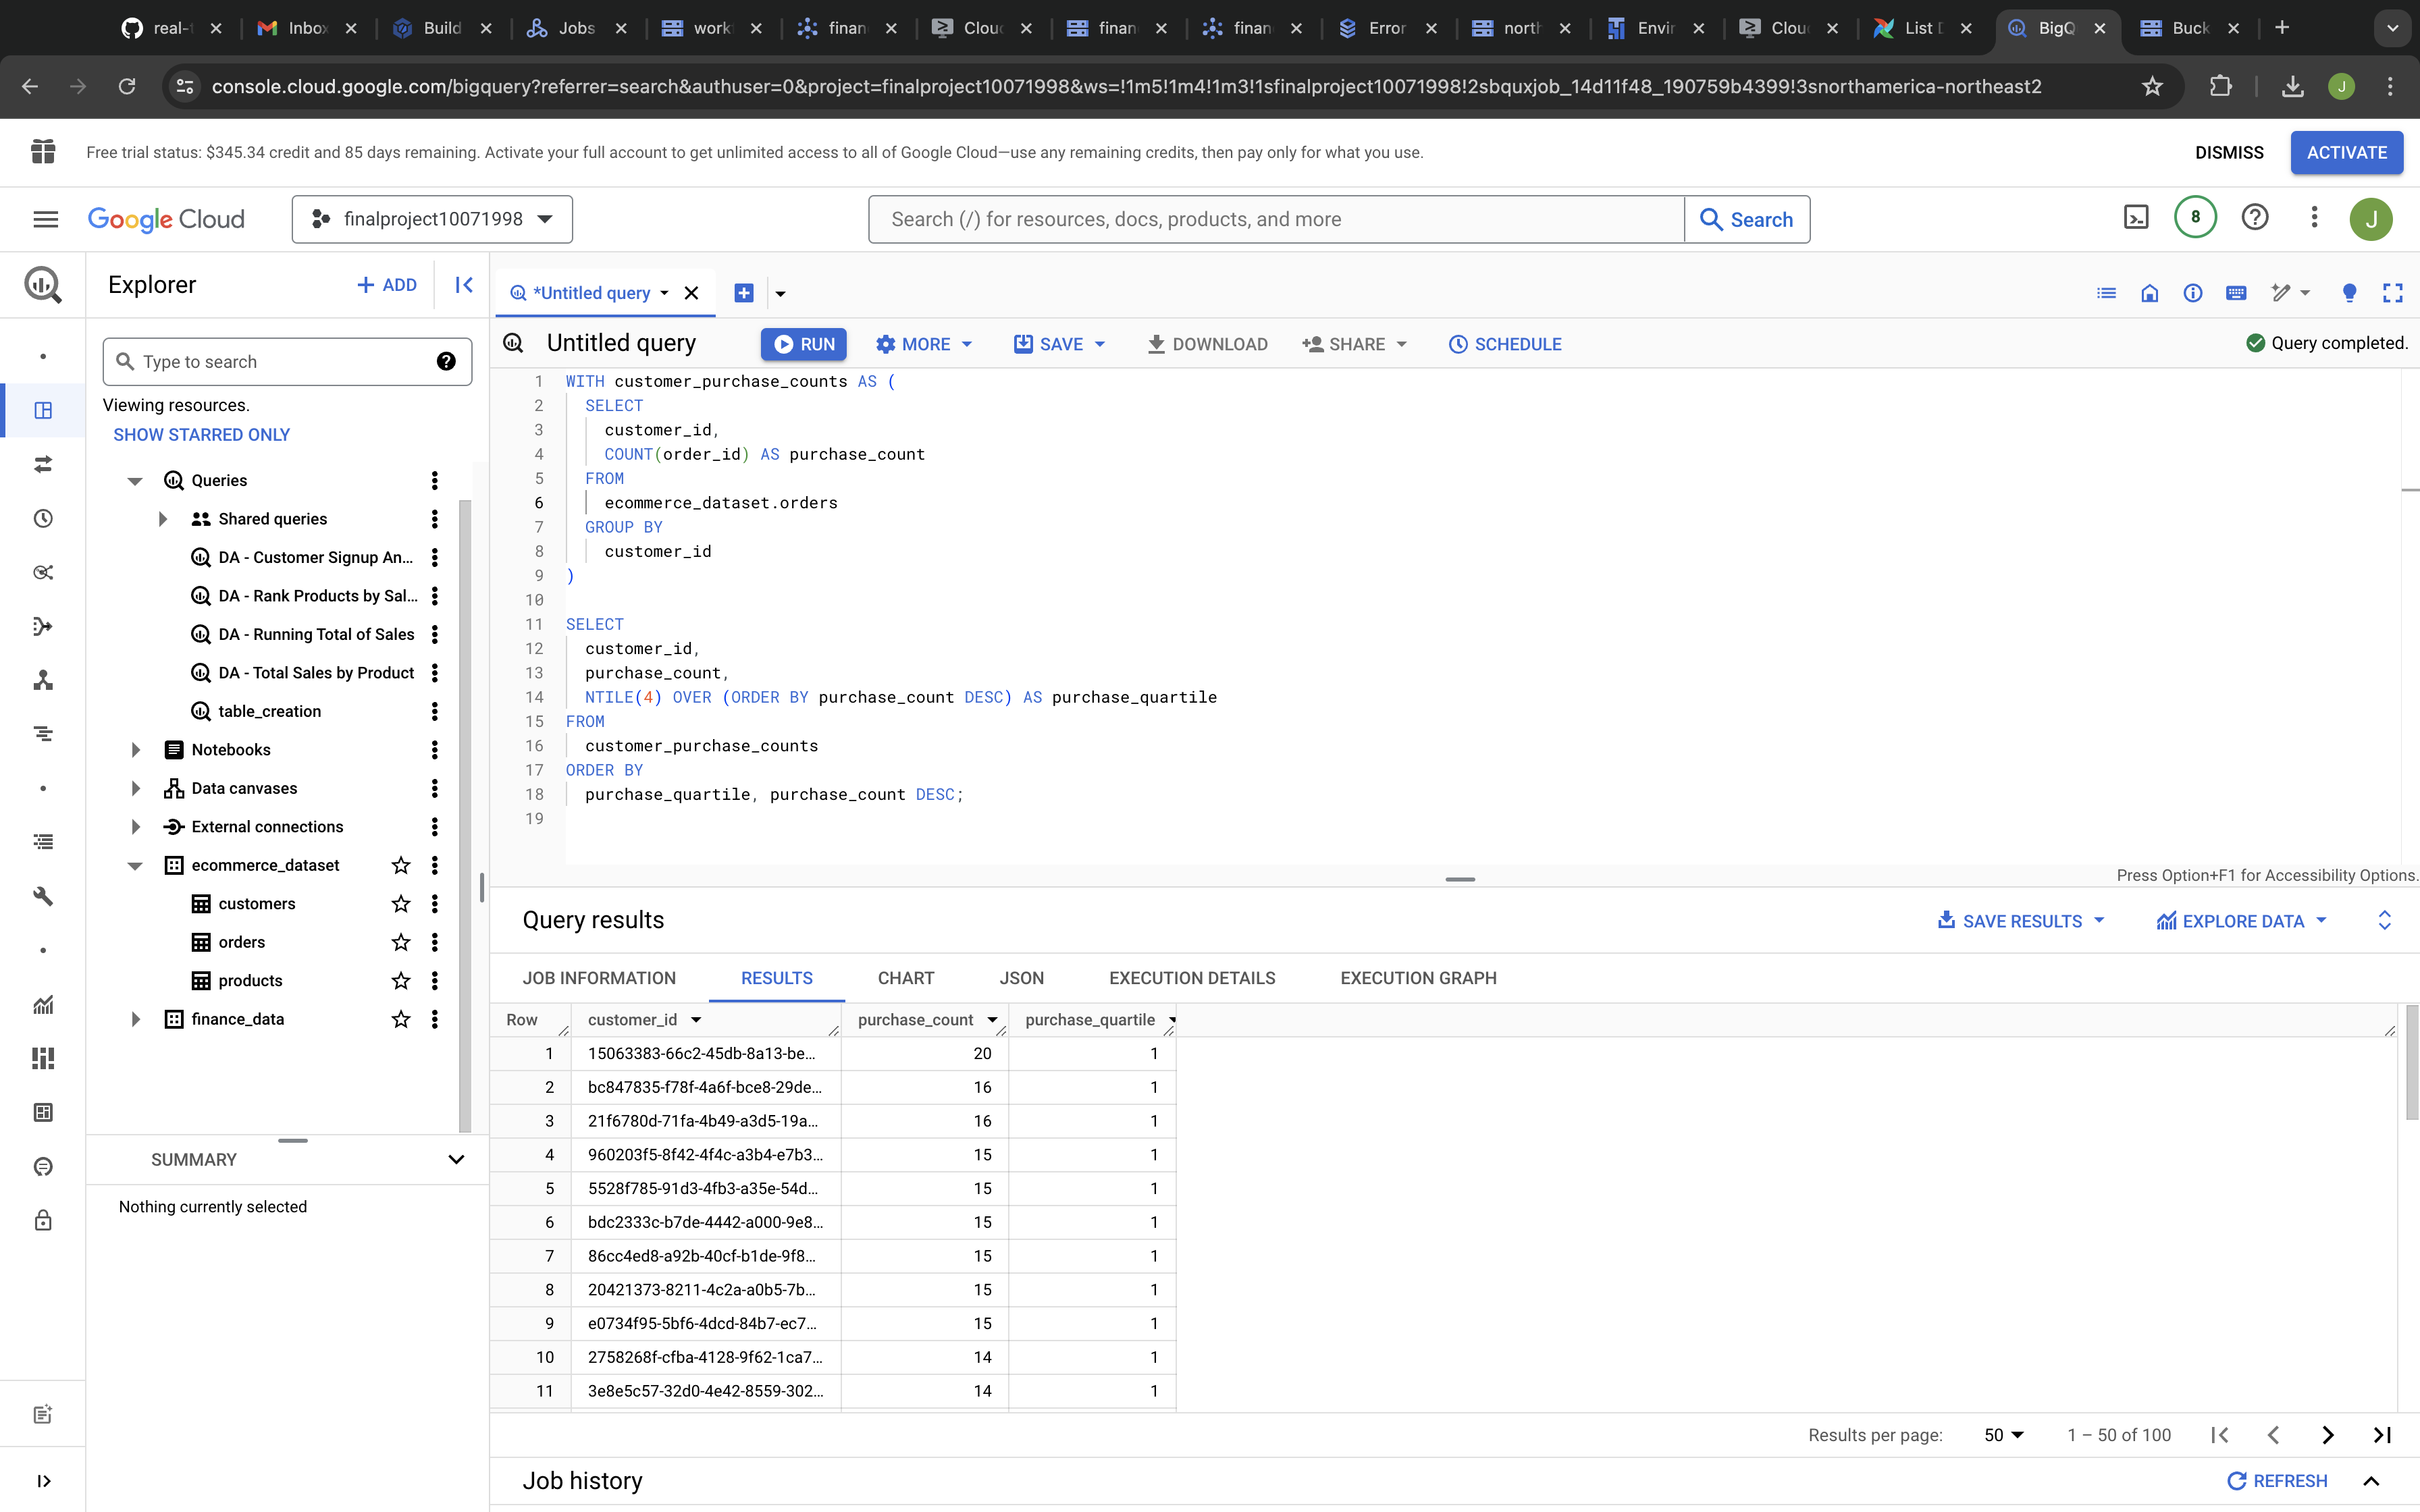 real-t
Inbox
Build
Jobs
work
finan
Clou
finan
finan
Error
north
Envir
Clou
List D
BigQ
Buck
console.cloud.google.com/bigquery?referrer=search&authuser=0&project=finalproject10071998&ws=!1m5!1m4!1m3!1sfinalproject10071998!2sbquxjob_14d11f48_190759b4399!3snorthamerica-northeast2
J
Free trial status: $345.34 credit and 85 days remaining. Activate your full account to get unlimited access to all of Google Cloud—use any remaining credits, then pay only for what you use.
DISMISS
ACTIVATE
Google Cloud
finalproject10071998
Search (/) for resources, docs, products, and more
Search
8
J
Explorer
ADD
Type to search
Viewing resources.
SHOW STARRED ONLY
Queries
Shared queries
DA - Customer Signup An...
DA - Rank Products by Sal...
DA - Running Total of Sales
DA - Total Sales by Product
table_creation
Notebooks
Data canvases
External connections
ecommerce_dataset
customers
orders
products
finance_data
SUMMARY
Nothing currently selected
*Untitled query
Untitled query
RUN
MORE
SAVE
DOWNLOAD
SHARE
SCHEDULE
Query completed.
1 WITH customer_purchase_counts AS (
2 SELECT
3 customer_id,
4 COUNT(order_id) AS purchase_count
5 FROM
6 ecommerce_dataset.orders
7 GROUP BY
8 customer_id
9 )
10
11 SELECT
12 customer_id,
13 purchase_count,
14 NTILE(4) OVER (ORDER BY purchase_count DESC) AS purchase_quartile
15 FROM
16 customer_purchase_counts
17 ORDER BY
18 purchase_quartile, purchase_count DESC;
19
Press Option+F1 for Accessibility Options.
Query results
SAVE RESULTS
EXPLORE DATA
JOB INFORMATION
RESULTS
CHART
JSON
EXECUTION DETAILS
EXECUTION GRAPH
Row customer_id purchase_count purchase_quartile
1 15063383-66c2-45db-8a13-be... 20 1
2 bc847835-f78f-4a6f-bce8-29de... 16 1
3 21f6780d-71fa-4b49-a3d5-19a... 16 1
4 960203f5-8f42-4f4c-a3b4-e7b3... 15 1
5 5528f785-91d3-4fb3-a35e-54d... 15 1
6 bdc2333c-b7de-4442-a000-9e8... 15 1
7 86cc4ed8-a92b-40cf-b1de-9f8... 15 1
8 20421373-8211-4c2a-a0b5-7b... 15 1
9 e0734f95-5bf6-4dcd-84b7-ec7... 15 1
10 2758268f-cfba-4128-9f62-1ca7... 14 1
11 3e8e5c57-32d0-4e42-8559-302... 14 1
Results per page: 50 1 – 50 of 100
Job history
REFRESH